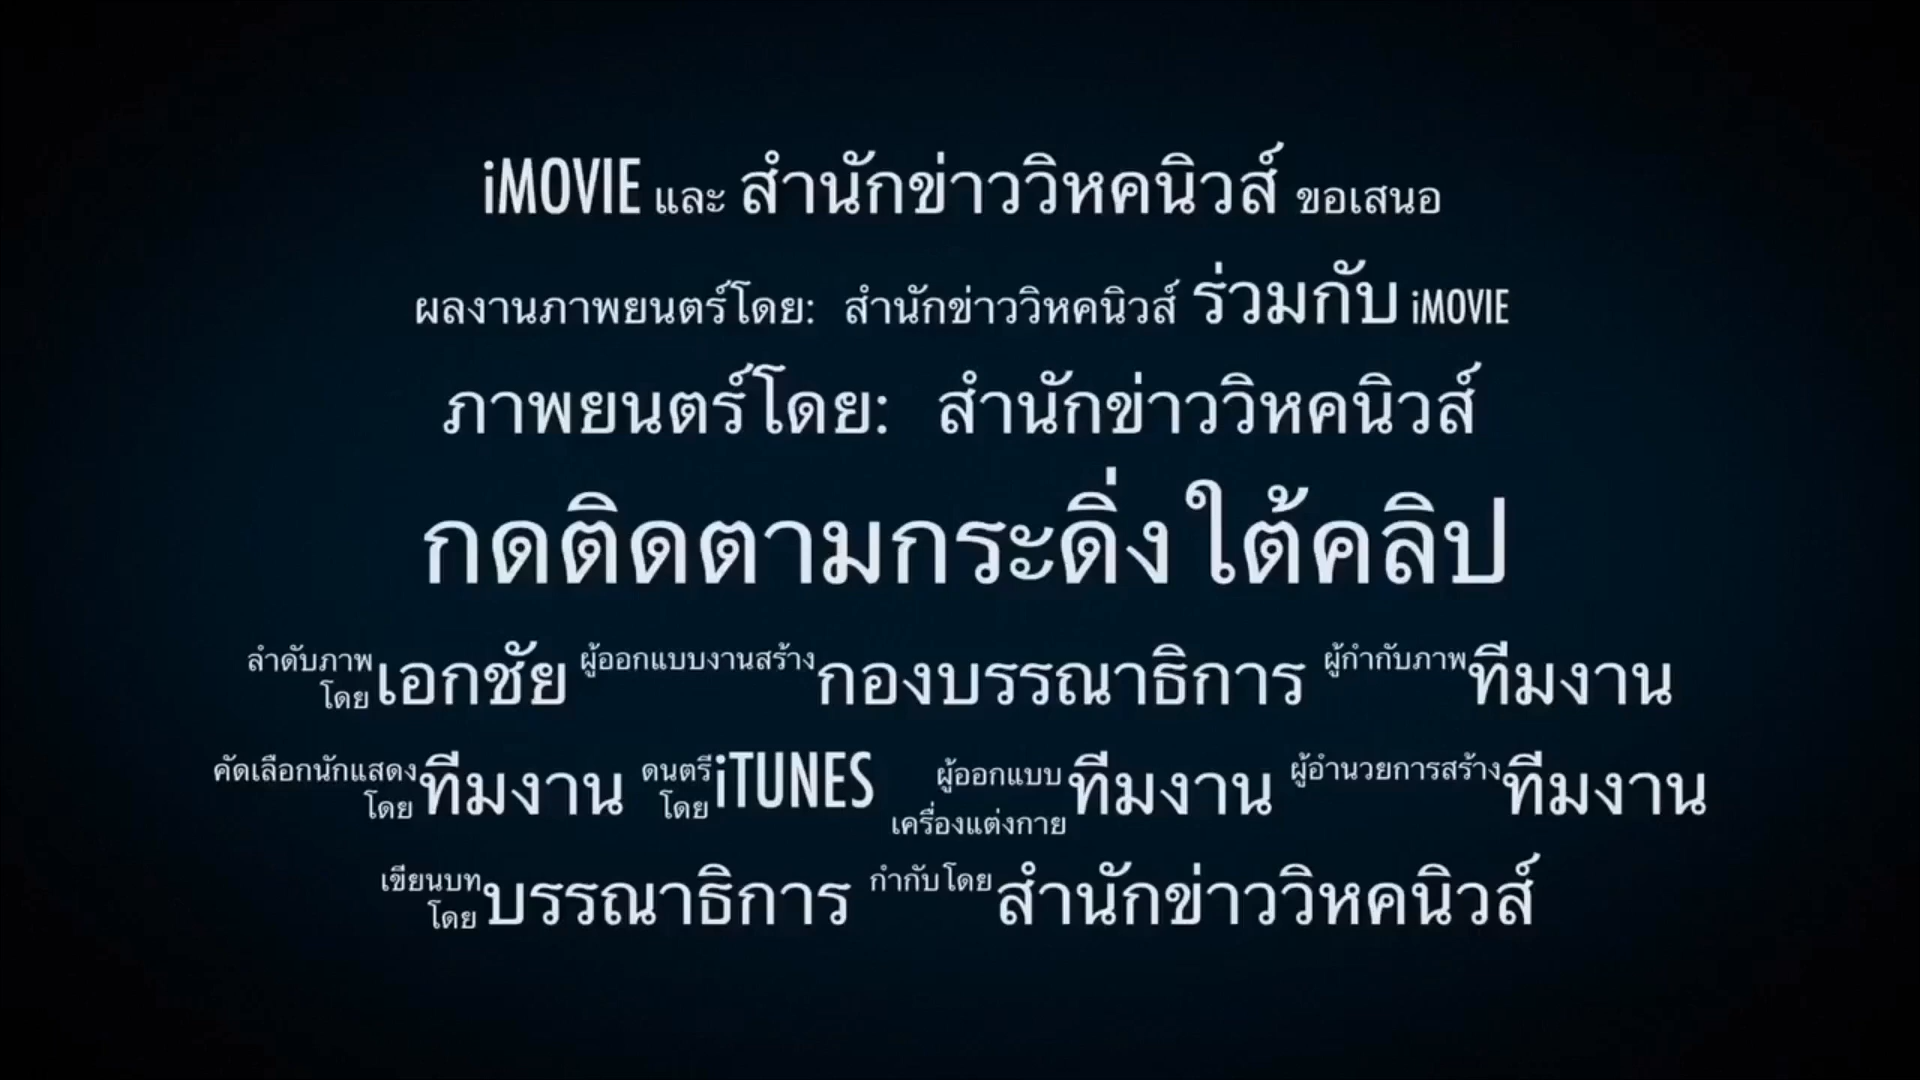 iMOVIE และ สำนักข่าววิหคนิวส์ ขอเสนอ
ผลงานภาพยนตร์โดย: สำนักข่าววิหคนิวส์ ร่วมกับ iMOVIE
ภาพยนตร์โดย: สำนักข่าววิหคนิวส์
กดติดตามกระดิ่งใต้คลิป
ลำดับภาพโดย เอกชัย ผู้ออกแบบงานสร้าง กองบรรณาธิการ ผู้กำกับภาพ ทีมงาน
คัดเลือกนักแสดงโดย ทีมงาน ดนตรีโดย iTUNES ผู้ออกแบบเครื่องแต่งกาย ทีมงาน ผู้อำนวยการสร้าง ทีมงาน
เขียนบทโดย บรรณาธิการ กำกับโดย สำนักข่าววิหคนิวส์